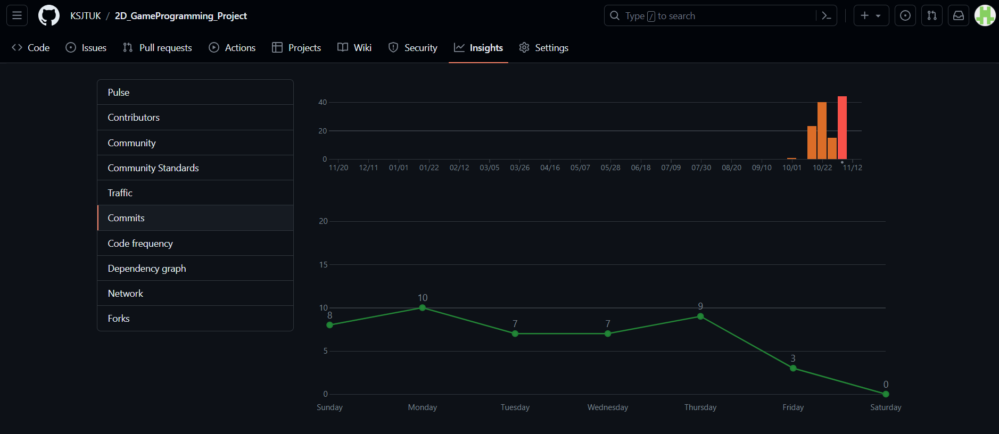 KSJTUK / 2D_GameProgramming_Project
Type / to search
Code Issues Pull requests Actions Projects Wiki Security Insights Settings
Pulse
Contributors
Community
Community Standards
Traffic
Commits
Code frequency
Dependency graph
Network
Forks
40
20
0
11/20 12/11 01/01 01/22 02/12 03/05 03/26 04/16 05/07 05/28 06/18 07/09 07/30 08/20 09/10 10/01 10/22 11/12
20
15
10
5
0
8 10 7 7 9 3 0
Sunday Monday Tuesday Wednesday Thursday Friday Saturday